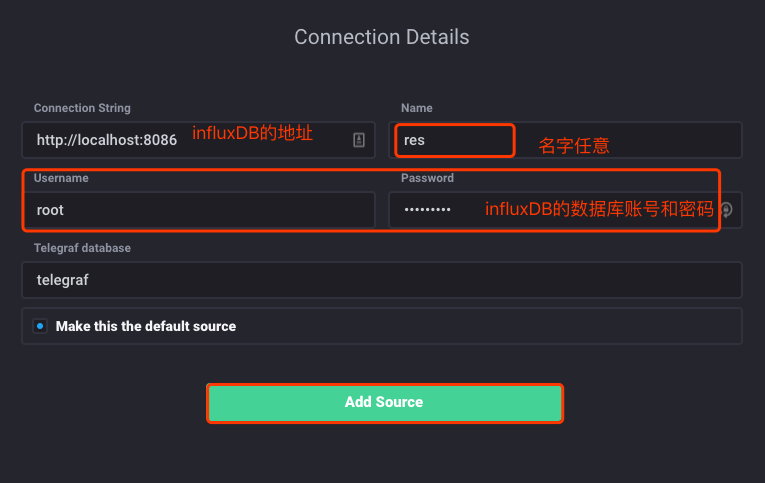 Connection Details
Connection String
http://localhost:8086
influxDB的地址
Name
res
名字任意
Username
root
Password
•••••••••
influxDB的数据库账号和密码
Telegraf database
telegraf
Make this the default source
Add Source